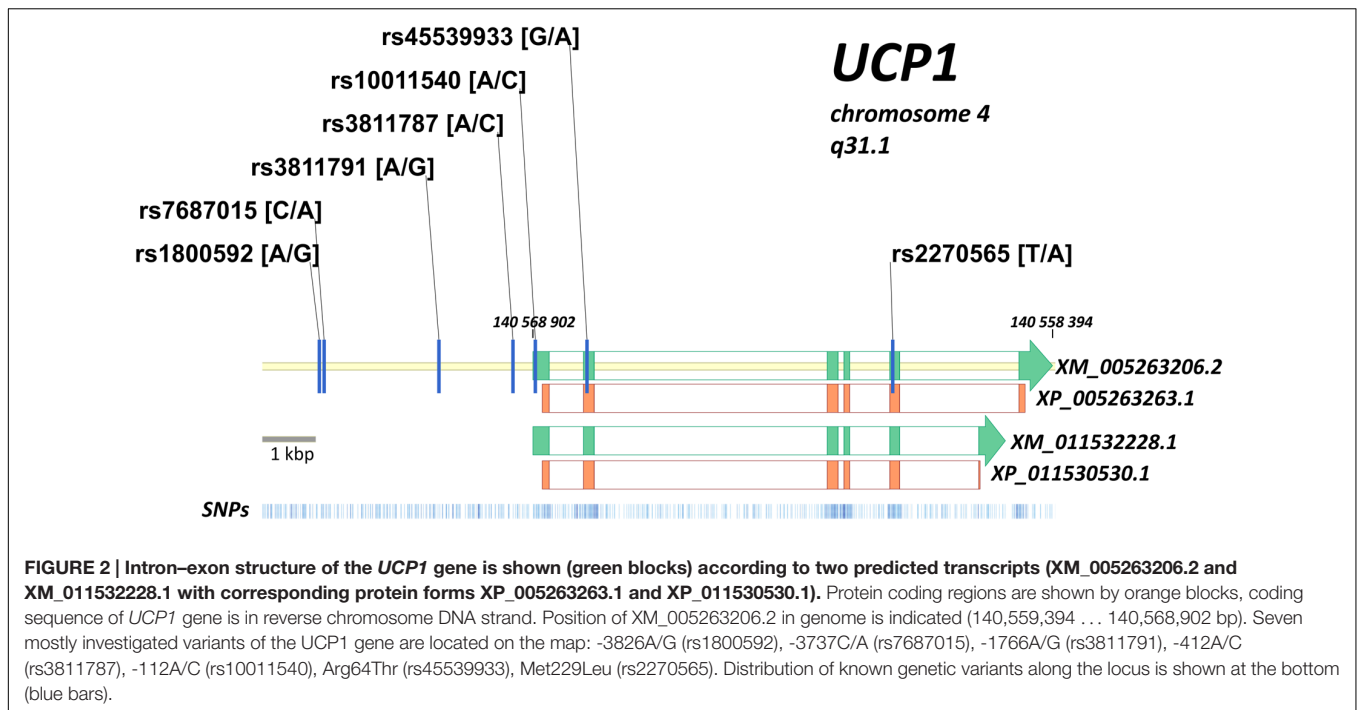 rs45539933 [G/A]
rs10011540 [A/C]
rs3811787 [A/C]
rs3811791 [A/G]
rs7687015 [C/A]
rs1800592 [A/G]
UCP1
chromosome 4
q31.1
rs2270565 [T/A]
140 568 902
140 558 394
XM_005263206.2
XP_005263263.1
XM_011532228.1
XP_011530530.1
1 kbp
SNPs
FIGURE 2 | Intron–exon structure of the UCP1 gene is shown (green blocks) according to two predicted transcripts (XM_005263206.2 and
XM_011532228.1 with corresponding protein forms XP_005263263.1 and XP_011530530.1). Protein coding regions are shown by orange blocks, coding
sequence of UCP1 gene is in reverse chromosome DNA strand. Position of XM_005263206.2 in genome is indicated (140,559,394 … 140,568,902 bp). Seven
mostly investigated variants of the UCP1 gene are located on the map: -3826A/G (rs1800592), -3737C/A (rs7687015), -1766A/G (rs3811791), -412A/C
(rs3811787), -112A/C (rs10011540), Arg64Thr (rs45539933), Met229Leu (rs2270565). Distribution of known genetic variants along the locus is shown at the bottom
(blue bars).